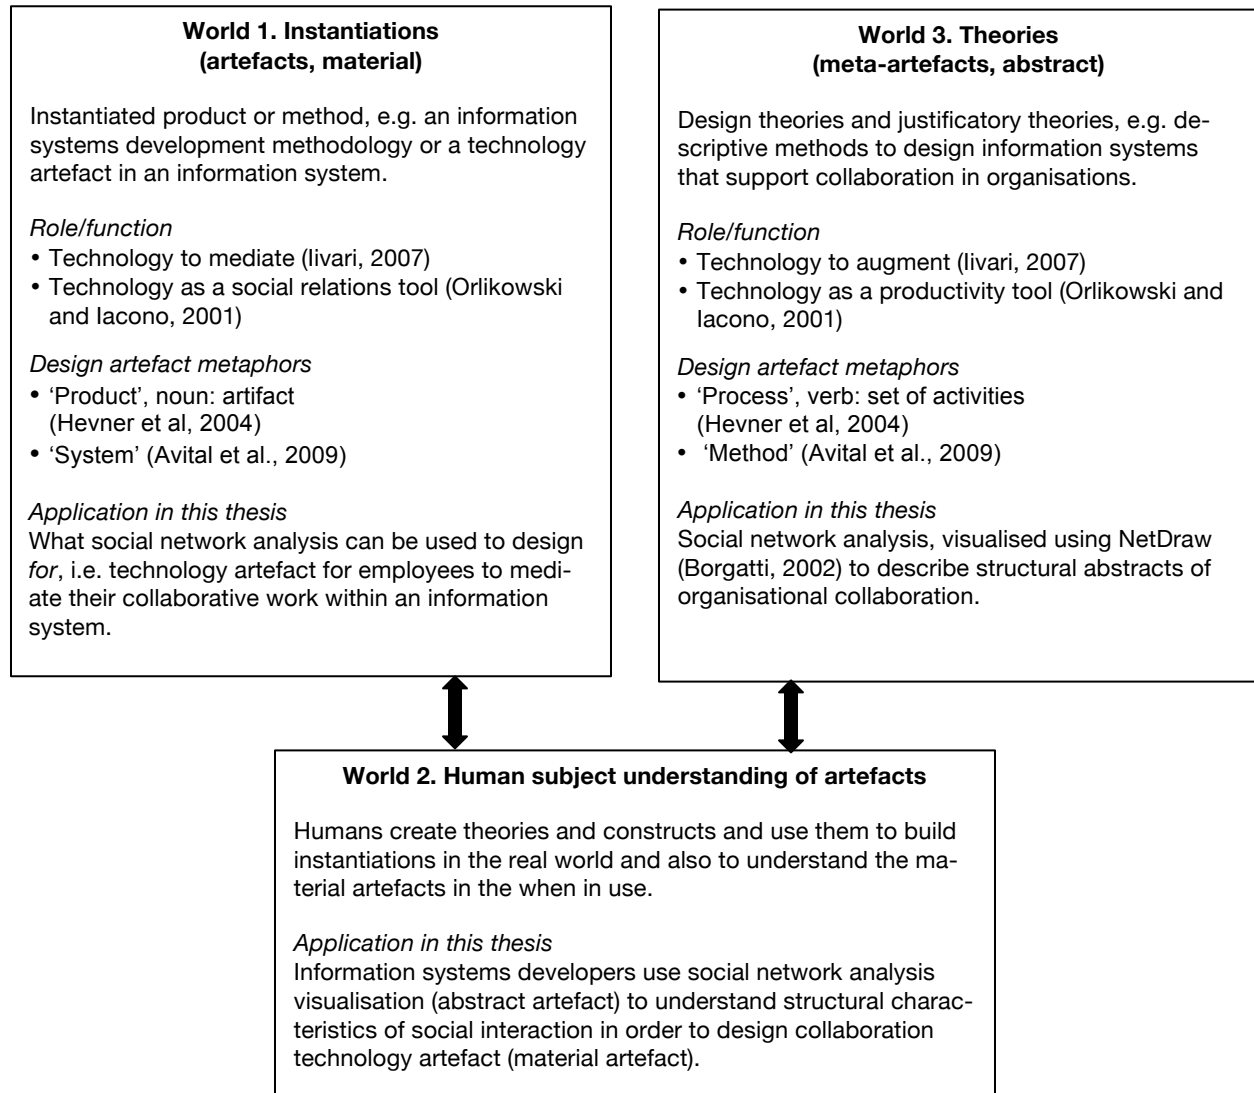 World 1. Instantiations
(artefacts, material)
Instantiated product or method, e.g. an information
systems development methodology or a technology
artefact in an information system.
Role/function
• Technology to mediate (Iivari, 2007)
• Technology as a social relations tool (Orlikowski
and Iacono, 2001)
Design artefact metaphors
• ‘Product’, noun: artifact
(Hevner et al, 2004)
• ‘System’ (Avital et al., 2009)
Application in this thesis
What social network analysis can be used to design
for, i.e. technology artefact for employees to medi-
ate their collaborative work within an information
system.
World 3. Theories
(meta-artefacts, abstract)
Design theories and justificatory theories, e.g. de-
scriptive methods to design information systems
that support collaboration in organisations.
Role/function
• Technology to augment (Iivari, 2007)
• Technology as a productivity tool (Orlikowski and
Iacono, 2001)
Design artefact metaphors
• ‘Process’, verb: set of activities
(Hevner et al, 2004)
• ‘Method’ (Avital et al., 2009)
Application in this thesis
Social network analysis, visualised using NetDraw
(Borgatti, 2002) to describe structural abstracts of
organisational collaboration.
World 2. Human subject understanding of artefacts
Humans create theories and constructs and use them to build
instantiations in the real world and also to understand the ma-
terial artefacts in the when in use.
Application in this thesis
Information systems developers use social network analysis
visualisation (abstract artefact) to understand structural charac-
teristics of social interaction in order to design collaboration
technology artefact (material artefact).